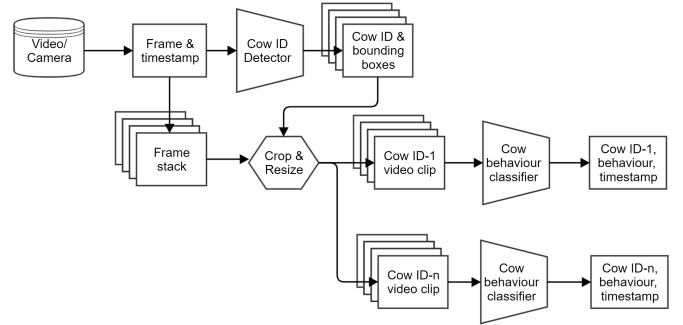 Video/
Camera
Frame &
timestamp
Cow ID
Detector
Cow ID &
bounding
boxes
Frame
stack
Crop &
Resize
Cow ID-1
video clip
Cow
behaviour
classifier
Cow ID-1,
behaviour,
timestamp
Cow ID-n
video clip
Cow
behaviour
classifier
Cow ID-n,
behaviour,
timestamp